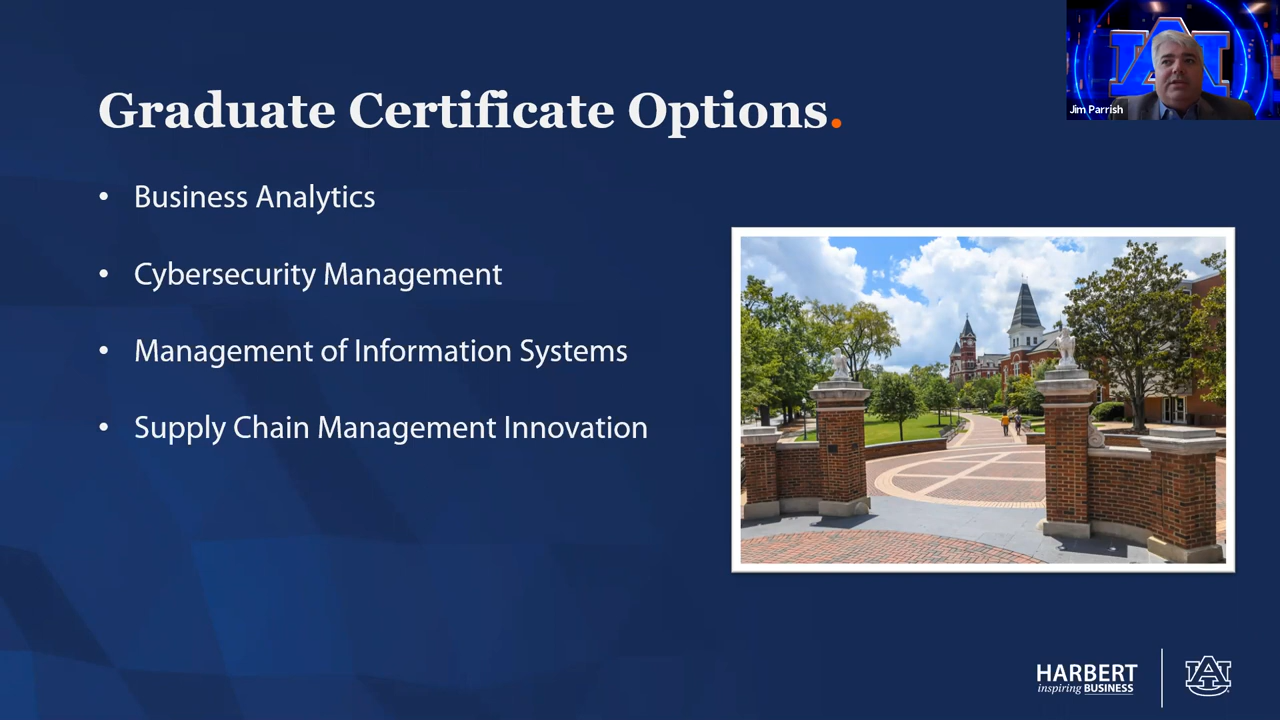 Graduate Certificate Options.
• Business Analytics
• Cybersecurity Management
• Management of Information Systems
• Supply Chain Management Innovation
Jim Parrish
HARBERT
inspiring BUSINESS
AU